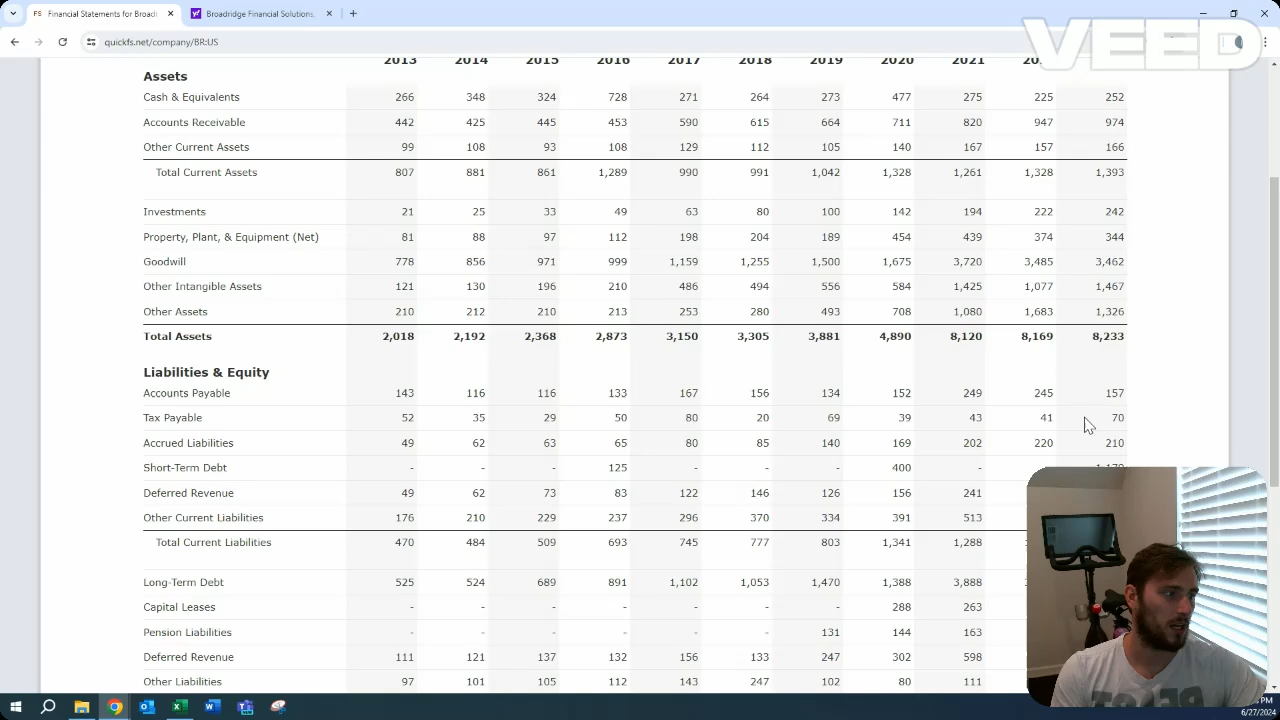 Financial Statements for Broadri
Broadridge Financial Solutions,
VEED
quickfs.net/company/BR:US
2013 2014 2015 2016 2017 2018 2019 2020 2021
Assets
Cash & Equivalents 266 348 324 728 271 264 273 477 275 225 252
Accounts Receivable 442 425 445 453 590 615 664 711 820 947 974
Other Current Assets 99 108 93 108 129 112 105 140 167 157 166
Total Current Assets 807 881 861 1,289 990 991 1,042 1,328 1,261 1,328 1,393
Investments 21 25 33 49 63 80 100 142 194 222 242
Property, Plant, & Equipment (Net) 81 88 97 112 198 204 189 454 439 374 344
Goodwill 778 856 971 999 1,159 1,255 1,500 1,675 3,720 3,485 3,462
Other Intangible Assets 121 130 196 210 486 494 556 584 1,425 1,077 1,467
Other Assets 210 212 210 213 253 280 493 708 1,080 1,683 1,326
Total Assets 2,018 2,192 2,368 2,873 3,150 3,305 3,881 4,890 8,120 8,169 8,233
Liabilities & Equity
Accounts Payable 143 116 116 133 167 156 134 152 249 245 157
Tax Payable 52 35 29 50 80 20 69 39 43 41 70
Accrued Liabilities 49 62 63 65 80 85 140 169 202 220 210
Short-Term Debt - - - 125 - - - 400 -
Deferred Revenue 49 62 73 83 122 146 126 156 241
Other Current Liabilities 176 210 229 237 296 370 334 391 513
Total Current Liabilities 470 484 509 693 745 777 803 1,341 1,288
Long-Term Debt 525 524 689 891 1,102 1,053 1,470 1,388 3,888
Capital Leases - - - - - - - 288 263
Pension Liabilities - - - - - - 131 144 163
Deferred Revenue 111 121 137 132 156 133 247 302 598
Other Liabilities 97 101 105 112 143 247 102 80 111
PM
6/27/2024